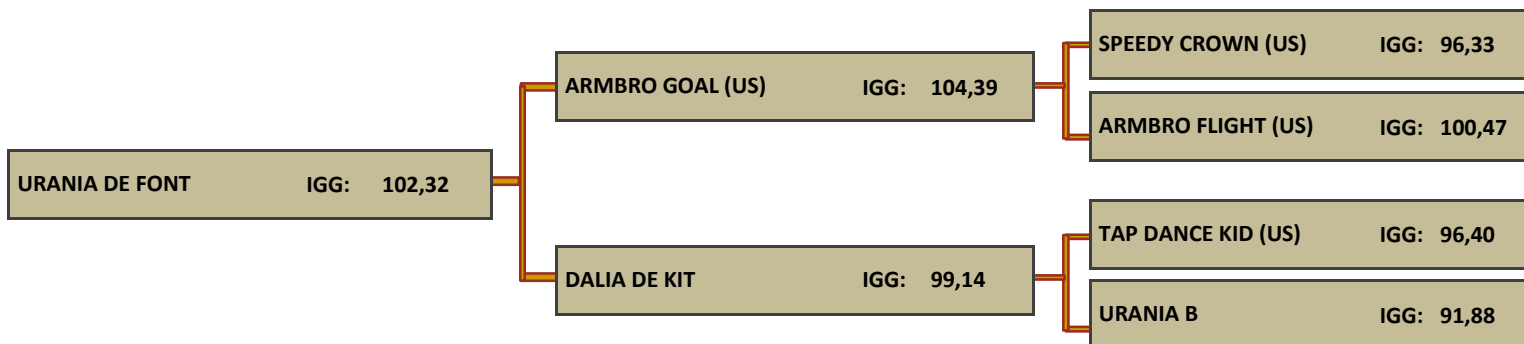 SPEEDY CROWN (US) IGG: 96,33
ARMBRO GOAL (US) IGG: 104,39
ARMBRO FLIGHT (US) IGG: 100,47
URANIA DE FONT IGG: 102,32
TAP DANCE KID (US) IGG: 96,40
DALIA DE KIT IGG: 99,14
URANIA B IGG: 91,88